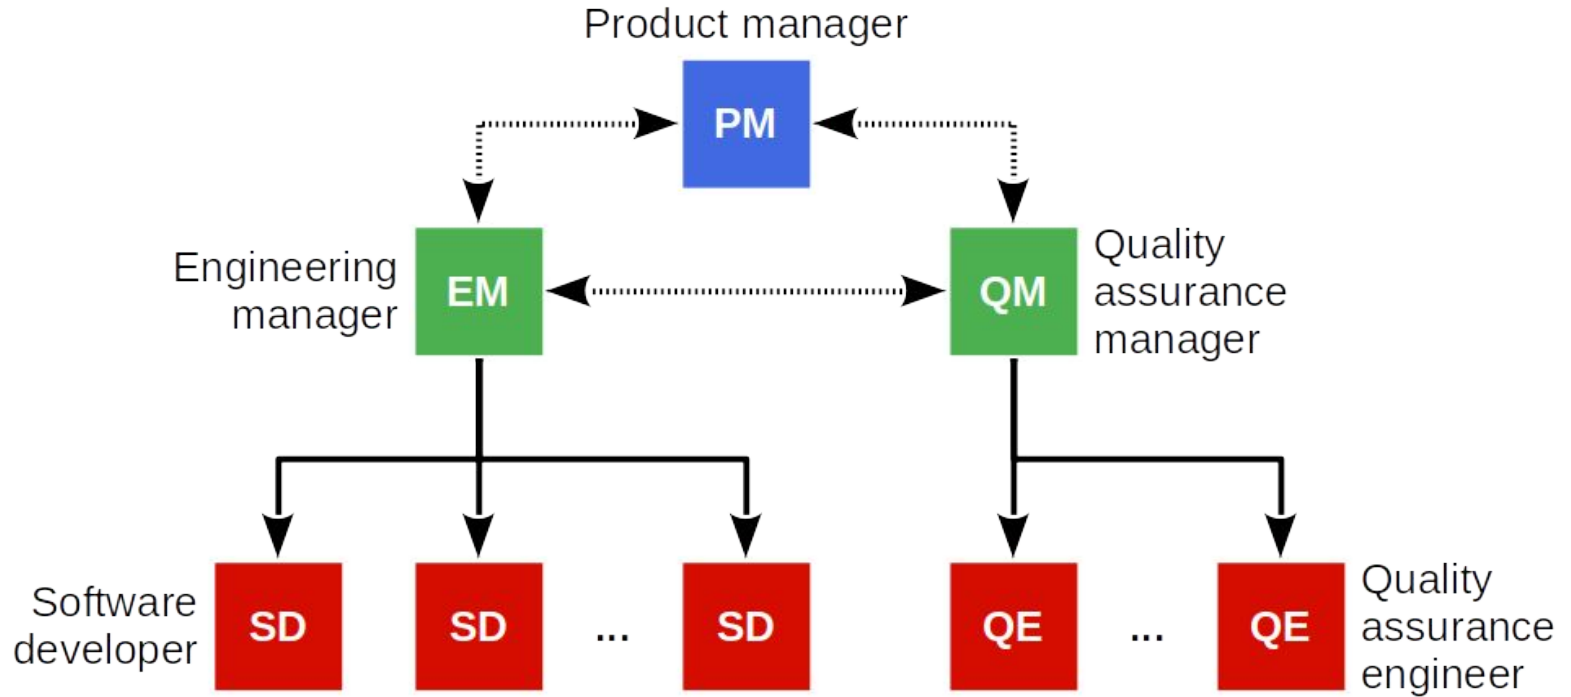 Product manager
PM
Engineering
manager
EM
QM
Quality
assurance
manager
Software
developer
SD
SD
...
SD
QE
...
QE
Quality
assurance
engineer